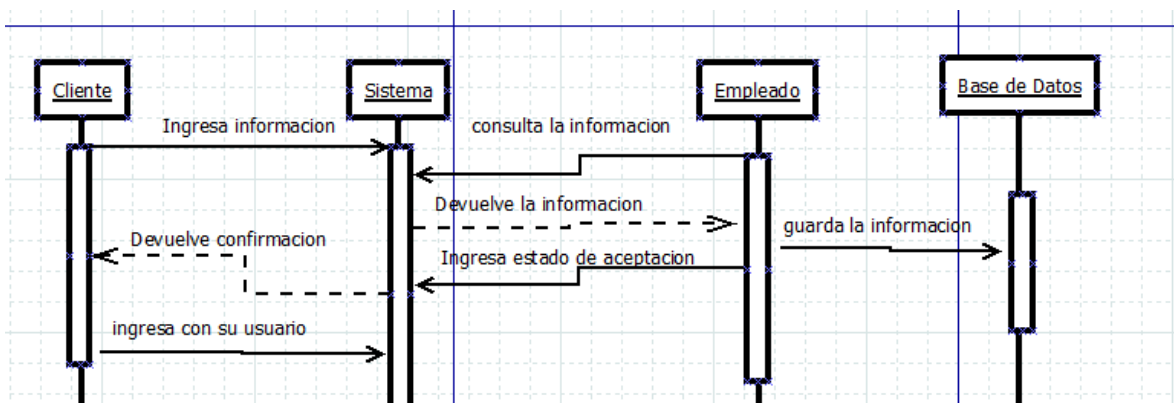 Cliente
Sistema
Empleado
Base de Datos
Ingresa informacion
consulta la informacion
Devuelve la informacion
guarda la informacion
Devuelve confirmacion
Ingresa estado de aceptacion
ingresa con su usuario